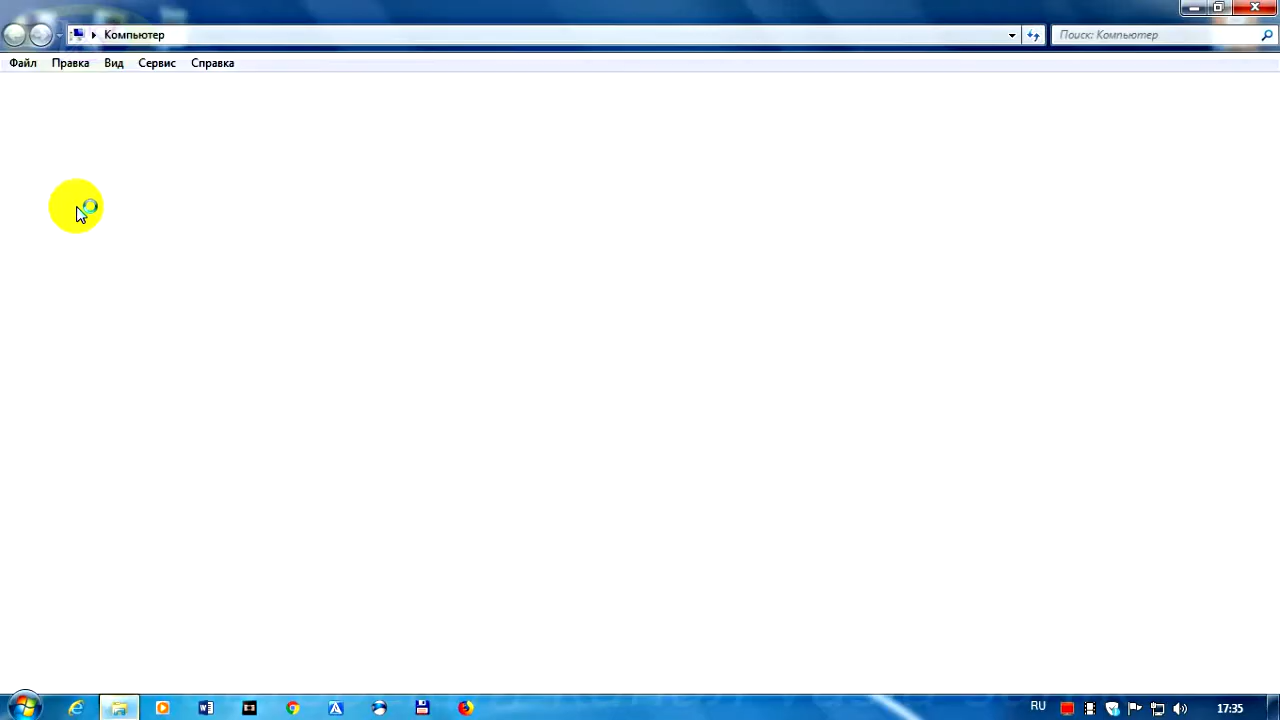 Компьютер
Поиск: Компьютер
Файл Правка Вид Сервис Справка
RU 17:35